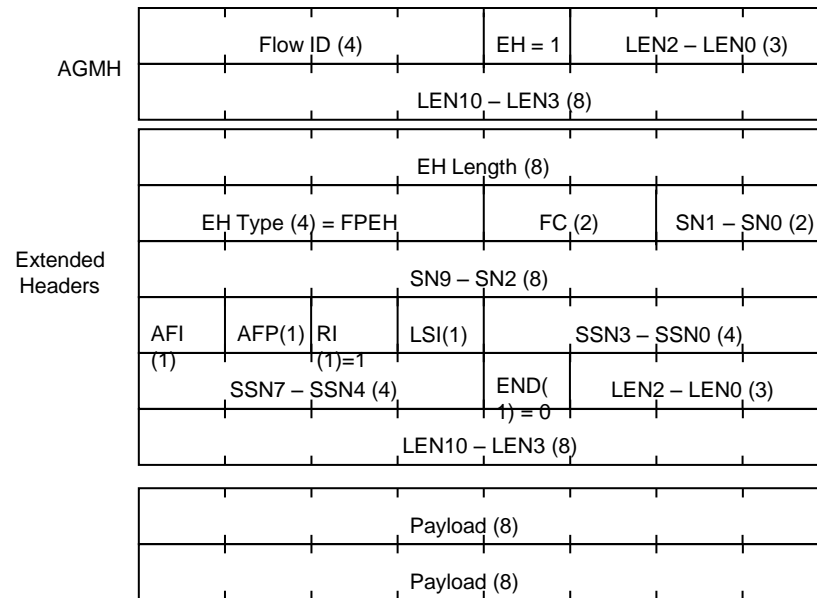 AGMH
Flow ID (4)
EH = 1
LEN2 – LEN0 (3)
LEN10 – LEN3 (8)
Extended
Headers
EH Length (8)
EH Type (4) = FPEH
FC (2)
SN1 – SN0 (2)
SN9 – SN2 (8)
AFI
(1)
AFP(1)
RI
(1)=1
LSI(1)
SSN3 – SSN0 (4)
SSN7 – SSN4 (4)
END(
1) = 0
LEN2 – LEN0 (3)
LEN10 – LEN3 (8)
Payload (8)
Payload (8)